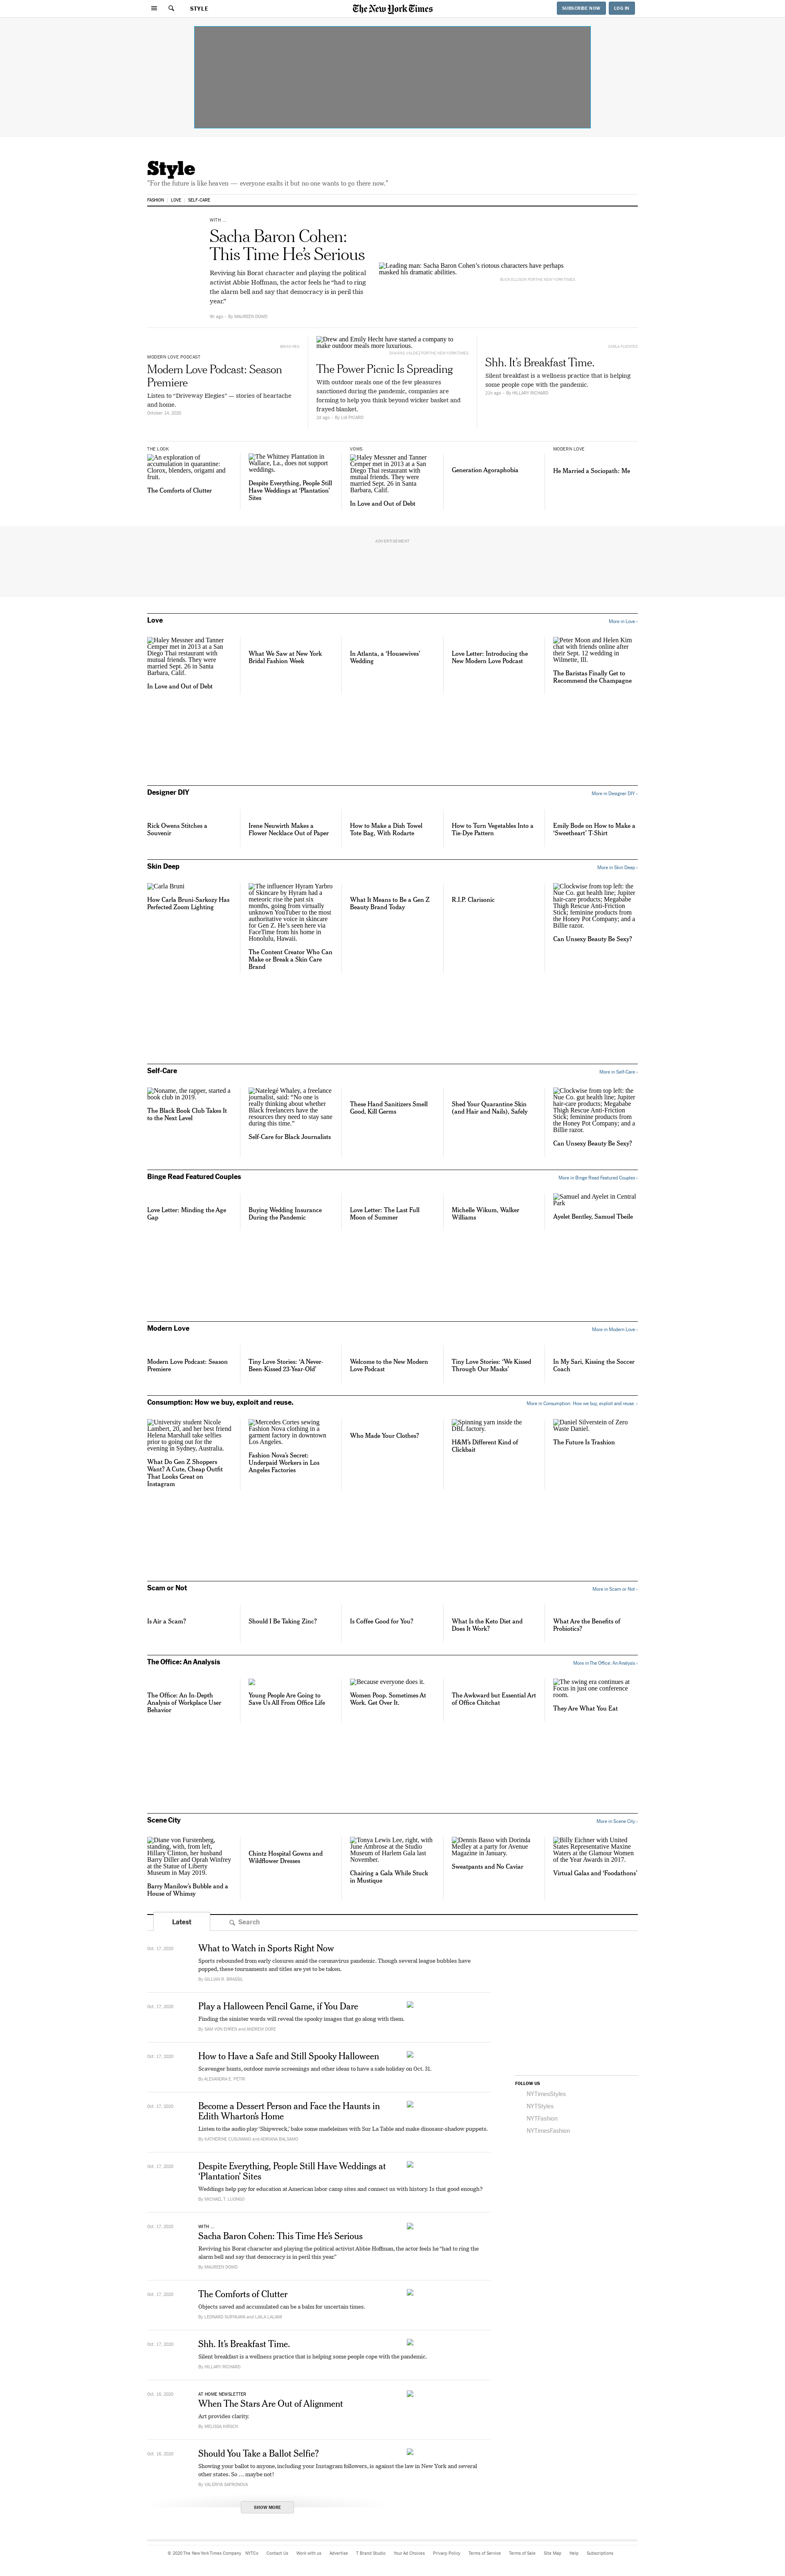 STYLE
The New York Times
SUBSCRIBE NOW
LOG IN
Style
"For the future is like heaven — everyone exalts it but no one wants to go there now."
FASHION
LOVE
SELF-CARE
WITH ...
Sacha Baron Cohen:
This Time He's Serious
Reviving his Borat character and playing the political
activist Abbie Hoffman, the actor feels he "had to ring
the alarm bell and say that democracy is in peril this
year."
9h ago · By MAUREEN DOWD
Leading man: Sacha Baron Cohen's riotous characters have perhaps
masked his dramatic abilities.
BUCK ELLISON FOR THE NEW YORK TIMES
BRIAN REA
MODERN LOVE PODCAST
Modern Love Podcast: Season
Premiere
Listen to "Driveway Elegies" — stories of heartache
and home.
October 14, 2020
Drew and Emily Hecht have started a company to
make outdoor meals more luxurious.
The Power Picnic Is Spreading
With outdoor meals one of the few pleasures
sanctioned during the pandemic, companies are
forming to help you think beyond wicker basket and
frayed blanket.
2d ago · By LIA PICARD
Shh. It's Breakfast Time.
Silent breakfast is a wellness practice that is helping
some people cope with the pandemic.
21h ago · By HILLARY RICHARD
THE LOOK
An exploration of
accumulation in quarantine:
Clorox, blenders, origami and
fruit.
The Comforts of Clutter
The Whitney Plantation in
Wallace, La., does not support
weddings.
Despite Everything, People Still
Have Weddings at 'Plantation'
Sites
VOWS
Haley Messner and Tanner
Cemper met in 2013 at a San
Diego Thai restaurant with
mutual friends. They were
married Sept. 26 in Santa
Barbara, Calif.
In Love and Out of Debt
Generation Agoraphobia
MODERN LOVE
He Married a Sociopath: Me
ADVERTISEMENT
Love
More in Love ›
Haley Messner and Tanner
Cemper met in 2013 at a San
Diego Thai restaurant with
mutual friends. They were
married Sept. 26 in Santa
Barbara, Calif.
In Love and Out of Debt
What We Saw at New York
Bridal Fashion Week
In Atlanta, a 'Housewives'
Wedding
Love Letter: Introducing the
New Modern Love Podcast
Peter Moon and Helen Kim
chat with friends online after
their Sept. 12 wedding in
Wilmette, Ill.
The Baristas Finally Get to
Recommend the Champagne
Designer DIY
More in Designer DIY ›
Rick Owens Stitches a
Souvenir
Irene Neuwirth Makes a
Flower Necklace Out of Paper
How to Make a Dish Towel
Tote Bag, With Rodarte
How to Turn Vegetables Into a
Tie-Dye Pattern
Emily Bode on How to Make a
'Sweetheart' T-Shirt
Skin Deep
More in Skin Deep ›
Carla Bruni
How Carla Bruni-Sarkozy Has
Perfected Zoom Lighting
The influencer Hyram Yarbro
of Skincare by Hyram had a
meteoric rise the past six
months, going from virtually
unknown YouTuber to the most
authoritative voice in skincare
for Gen Z. He's seen here via
FaceTime from his home in
Honolulu, Hawaii.
The Content Creator Who Can
Make or Break a Skin Care
Brand
What It Means to Be a Gen Z
Beauty Brand Today
R.I.P. Clarisonic
Clockwise from top left: the
Nue Co. gut health line; Jupiter
hair-care products; Megababe
Thigh Rescue Anti-Friction
Stick; feminine products from
the Honey Pot Company; and a
Billie razor.
Can Unsexy Beauty Be Sexy?
Self-Care
More in Self-Care ›
Noname, the rapper, started a
book club in 2019.
The Black Book Club Takes It
to the Next Level
Natelegé Whaley, a freelance
journalist, said: "No one is
really thinking about whether
Black freelancers have the
resources they need to stay sane
during this time."
Self-Care for Black Journalists
These Hand Sanitizers Smell
Good, Kill Germs
Shed Your Quarantine Skin
(and Hair and Nails), Safely
Clockwise from top left: the
Nue Co. gut health line; Jupiter
hair-care products; Megababe
Thigh Rescue Anti-Friction
Stick; feminine products from
the Honey Pot Company; and a
Billie razor.
Can Unsexy Beauty Be Sexy?
Binge Read Featured Couples
More in Binge Read Featured Couples ›
Love Letter: Minding the Age
Gap
Buying Wedding Insurance
During the Pandemic
Love Letter: The Last Full
Moon of Summer
Michelle Wikum, Walker
Williams
Samuel and Ayelet in Central
Park
Ayelet Bentley, Samuel Tbeile
Modern Love
More in Modern Love ›
Modern Love Podcast: Season
Premiere
Tiny Love Stories: 'A Never-
Been-Kissed 23-Year-Old'
Welcome to the New Modern
Love Podcast
Tiny Love Stories: 'We Kissed
Through Our Masks'
In My Sari, Kissing the Soccer
Coach
Consumption: How we buy, exploit and reuse.
More in Consumption: How we buy, exploit and reuse. ›
University student Nicole
Lambert, 20, and her best friend
Helena Marshall take selfies
prior to going out for the
evening in Sydney, Australia.
What Do Gen Z Shoppers
Want? A Cute, Cheap Outfit
That Looks Great on
Instagram
Mercedes Cortes sewing
Fashion Nova clothing in a
garment factory in downtown
Los Angeles.
Fashion Nova's Secret:
Underpaid Workers in Los
Angeles Factories
Who Made Your Clothes?
Spinning yarn inside the
DBL factory.
H&M's Different Kind of
Clickbait
Daniel Silverstein of Zero
Waste Daniel.
The Future Is Trashion
Scam or Not
More in Scam or Not ›
Is Air a Scam?
Should I Be Taking Zinc?
Is Coffee Good for You?
What Is the Keto Diet and
Does It Work?
What Are the Benefits of
Probiotics?
The Office: An Analysis
More in The Office: An Analysis ›
The Office: An In-Depth
Analysis of Workplace User
Behavior
Young People Are Going to
Save Us All From Office Life
Because everyone does it.
Women Poop. Sometimes At
Work. Get Over It.
The Awkward but Essential Art
of Office Chitchat
The swing era continues at
Focus in just one conference
room.
They Are What You Eat
Scene City
More in Scene City ›
Diane von Furstenberg,
standing, with, from left,
Hillary Clinton, her husband
Barry Diller and Oprah Winfrey
at the Statue of Liberty
Museum in May 2019.
Barry Manilow's Bubble and a
House of Whimsy
Chintz Hospital Gowns and
Wildflower Dresses
Tonya Lewis Lee, right, with
June Ambrose at the Studio
Museum of Harlem Gala last
November.
Chairing a Gala While Stuck
in Mustique
Dennis Basso with Dorinda
Medley at a party for Avenue
Magazine in January.
Sweatpants and No Caviar
Billy Eichner with United
States Representative Maxine
Waters at the Glamour Women
of the Year Awards in 2017.
Virtual Galas and 'Foodathons'
Latest
Search
Oct. 17, 2020
What to Watch in Sports Right Now
Sports rebounded from early closures amid the coronavirus pandemic. Though several league bubbles have
popped, these tournaments and titles are yet to be taken.
By GILLIAN R. BRASSIL
Oct. 17, 2020
Play a Halloween Pencil Game, if You Dare
Finding the sinister words will reveal the spooky images that go along with them.
By SAM VON EHREN and ANDREW DORE
Oct. 17, 2020
How to Have a Safe and Still Spooky Halloween
Scavenger hunts, outdoor movie screenings and other ideas to have a safe holiday on Oct. 31.
By ALEXANDRA E. PETRI
Oct. 17, 2020
Become a Dessert Person and Face the Haunts in
Edith Wharton's Home
Listen to the audio play 'Shipwreck,' bake some madeleines with Sur La Table and make dinosaur-shadow puppets.
By KATHERINE CUSUMANO and ADRIANA BALSAMO
Oct. 17, 2020
Despite Everything, People Still Have Weddings at
'Plantation' Sites
Weddings help pay for education at American labor camp sites and connect us with history. Is that good enough?
By MICHAEL T. LUONGO
Oct. 17, 2020
WITH ...
Sacha Baron Cohen: This Time He's Serious
Reviving his Borat character and playing the political activist Abbie Hoffman, the actor feels he "had to ring the
alarm bell and say that democracy is in peril this year."
By MAUREEN DOWD
Oct. 17, 2020
The Comforts of Clutter
Objects saved and accumulated can be a balm for uncertain times.
By LEONARD SURYAJAYA and LAILA LALAMI
Oct. 17, 2020
Shh. It's Breakfast Time.
Silent breakfast is a wellness practice that is helping some people cope with the pandemic.
By HILLARY RICHARD
Oct. 16, 2020
AT HOME NEWSLETTER
When The Stars Are Out of Alignment
Art provides clarity.
By MELISSA KIRSCH
Oct. 16, 2020
Should You Take a Ballot Selfie?
Showing your ballot to anyone, including your Instagram followers, is against the law in New York and several
other states. So … maybe not!
By VALERIYA SAFRONOVA
SHOW MORE
FOLLOW US
NYTimesStyles
NYTStyles
NYTFashion
NYTimesFashion
© 2020 The New York Times Company
NYTCo
Contact Us
Work with us
Advertise
T Brand Studio
Your Ad Choices
Privacy Policy
Terms of Service
Terms of Sale
Site Map
Help
Subscriptions